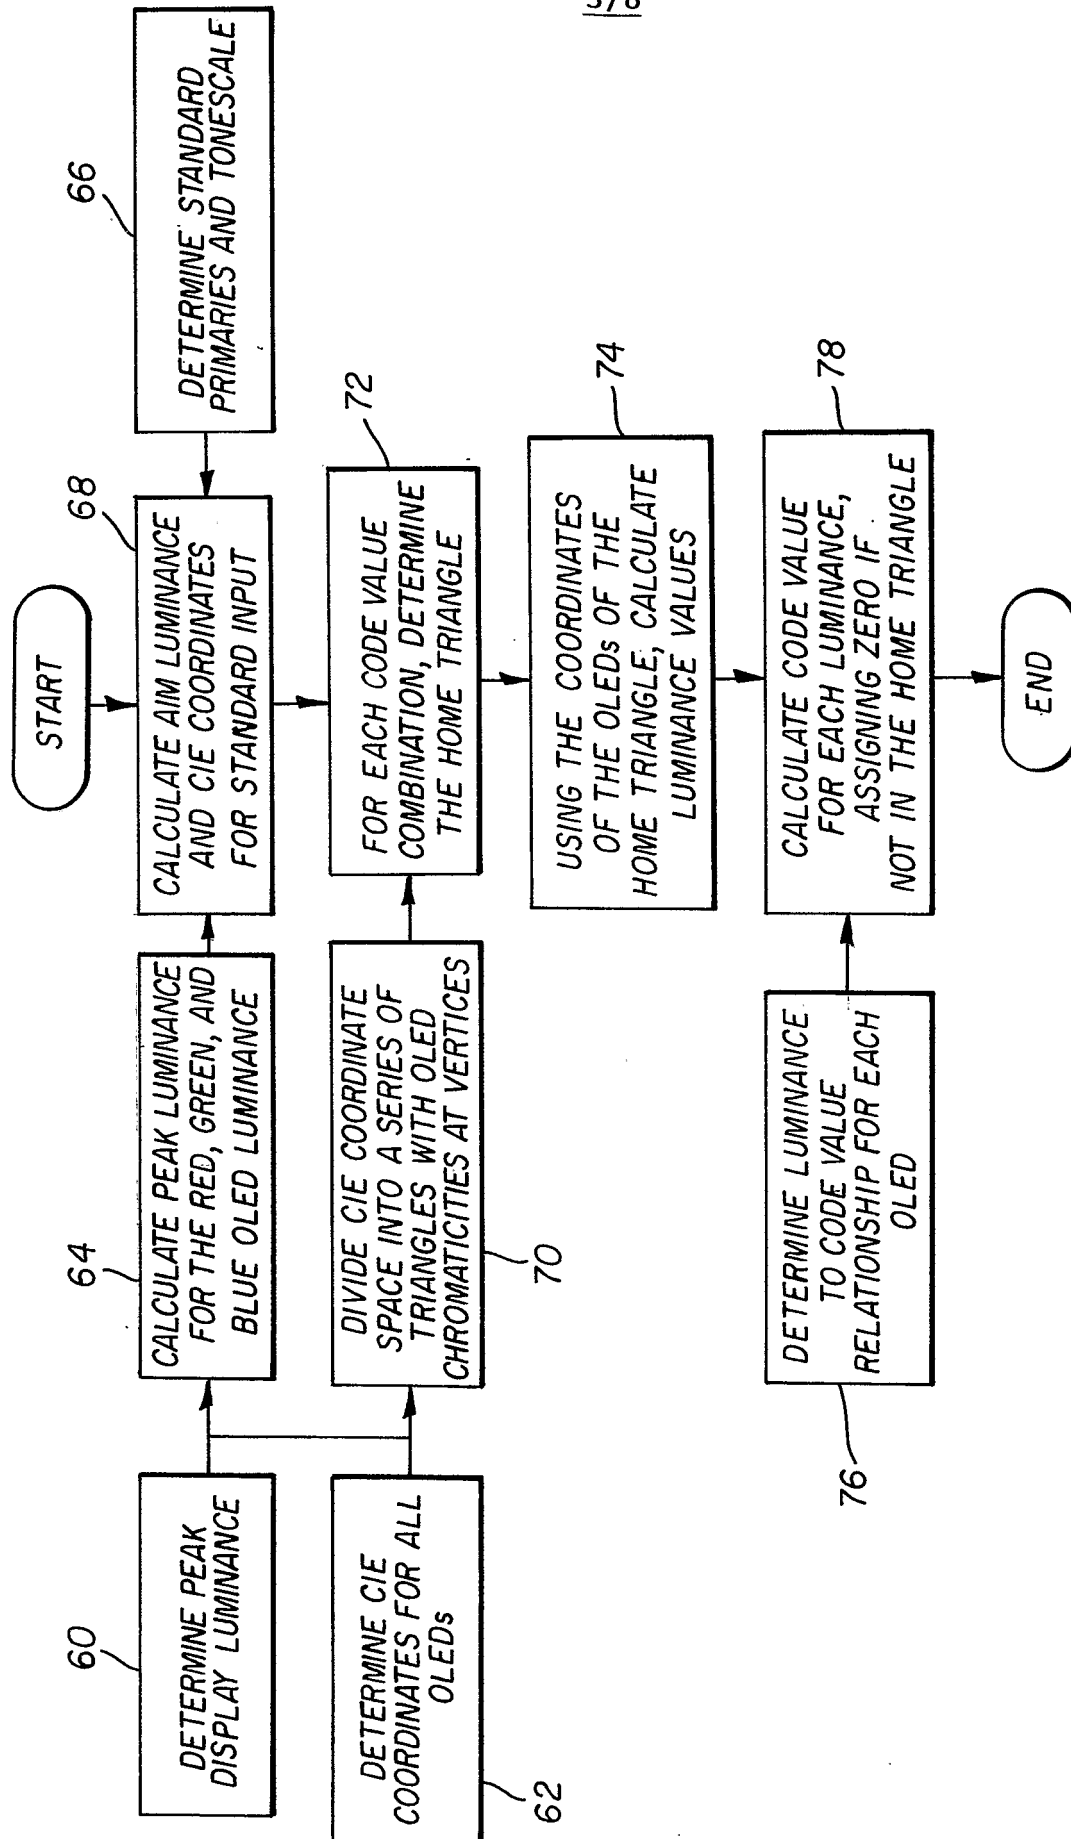 3/8
START
66
DETERMINE STANDARD
PRIMARIES AND TONESCALE
68
CALCULATE AIM LUMINANCE
AND CIE COORDINATES
FOR STANDARD INPUT
64
CALCULATE PEAK LUMINANCE
FOR THE RED, GREEN, AND
BLUE OLED LUMINANCE
60
DETERMINE PEAK
DISPLAY LUMINANCE
72
FOR EACH CODE VALUE
COMBINATION, DETERMINE
THE HOME TRIANGLE
DIVIDE CIE COORDINATE
SPACE INTO A SERIES OF
TRIANGLES WITH OLED
CHROMATICITIES AT VERTICES
70
DETERMINE CIE
COORDINATES FOR ALL
OLEDs
62
74
USING THE COORDINATES
OF THE OLEDs OF THE
HOME TRIANGLE, CALCULATE
LUMINANCE VALUES
78
CALCULATE CODE VALUE
FOR EACH LUMINANCE,
ASSIGNING ZERO IF
NOT IN THE HOME TRIANGLE
DETERMINE LUMINANCE
TO CODE VALUE
RELATIONSHIP FOR EACH
OLED
76
END